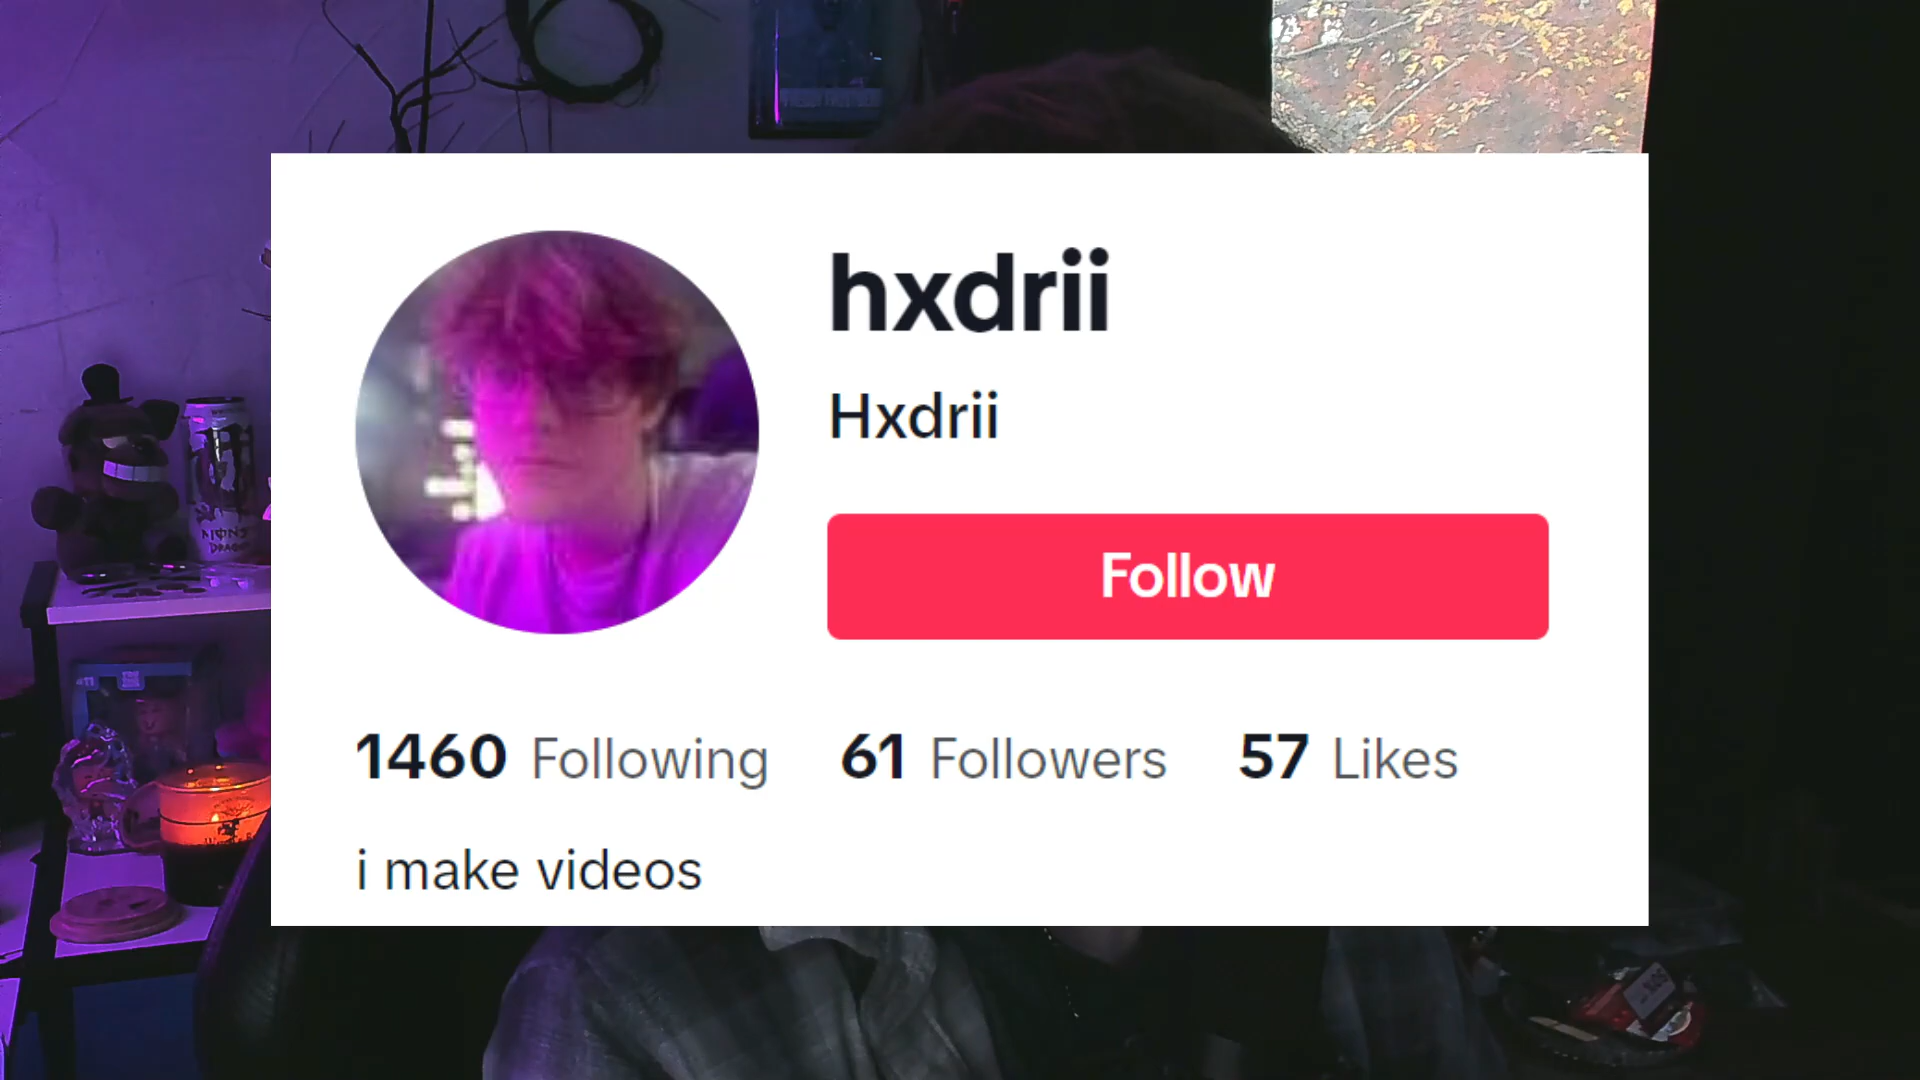 hxdrii
Hxdrii
Follow
1460 Following 61 Followers 57 Likes
i make videos